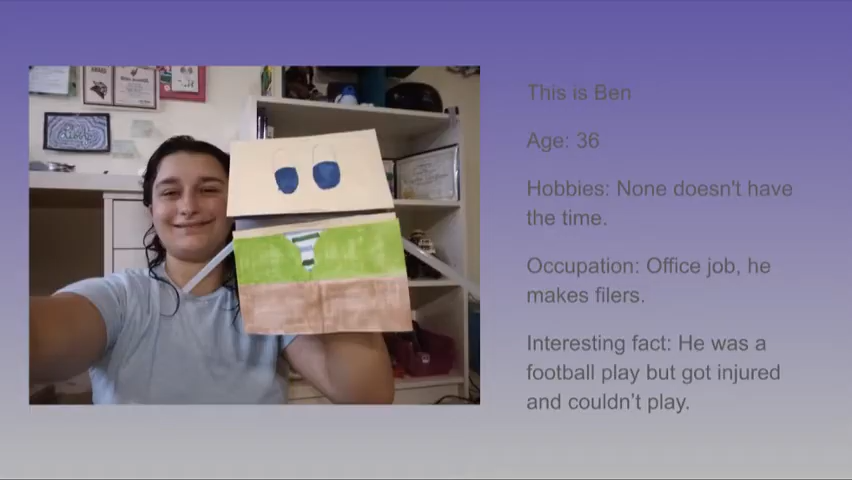 This is Ben
Age: 36
Hobbies: None doesn't have
the time.
Occupation: Office job, he
makes filers.
Interesting fact: He was a
football play but got injured
and couldn't play.